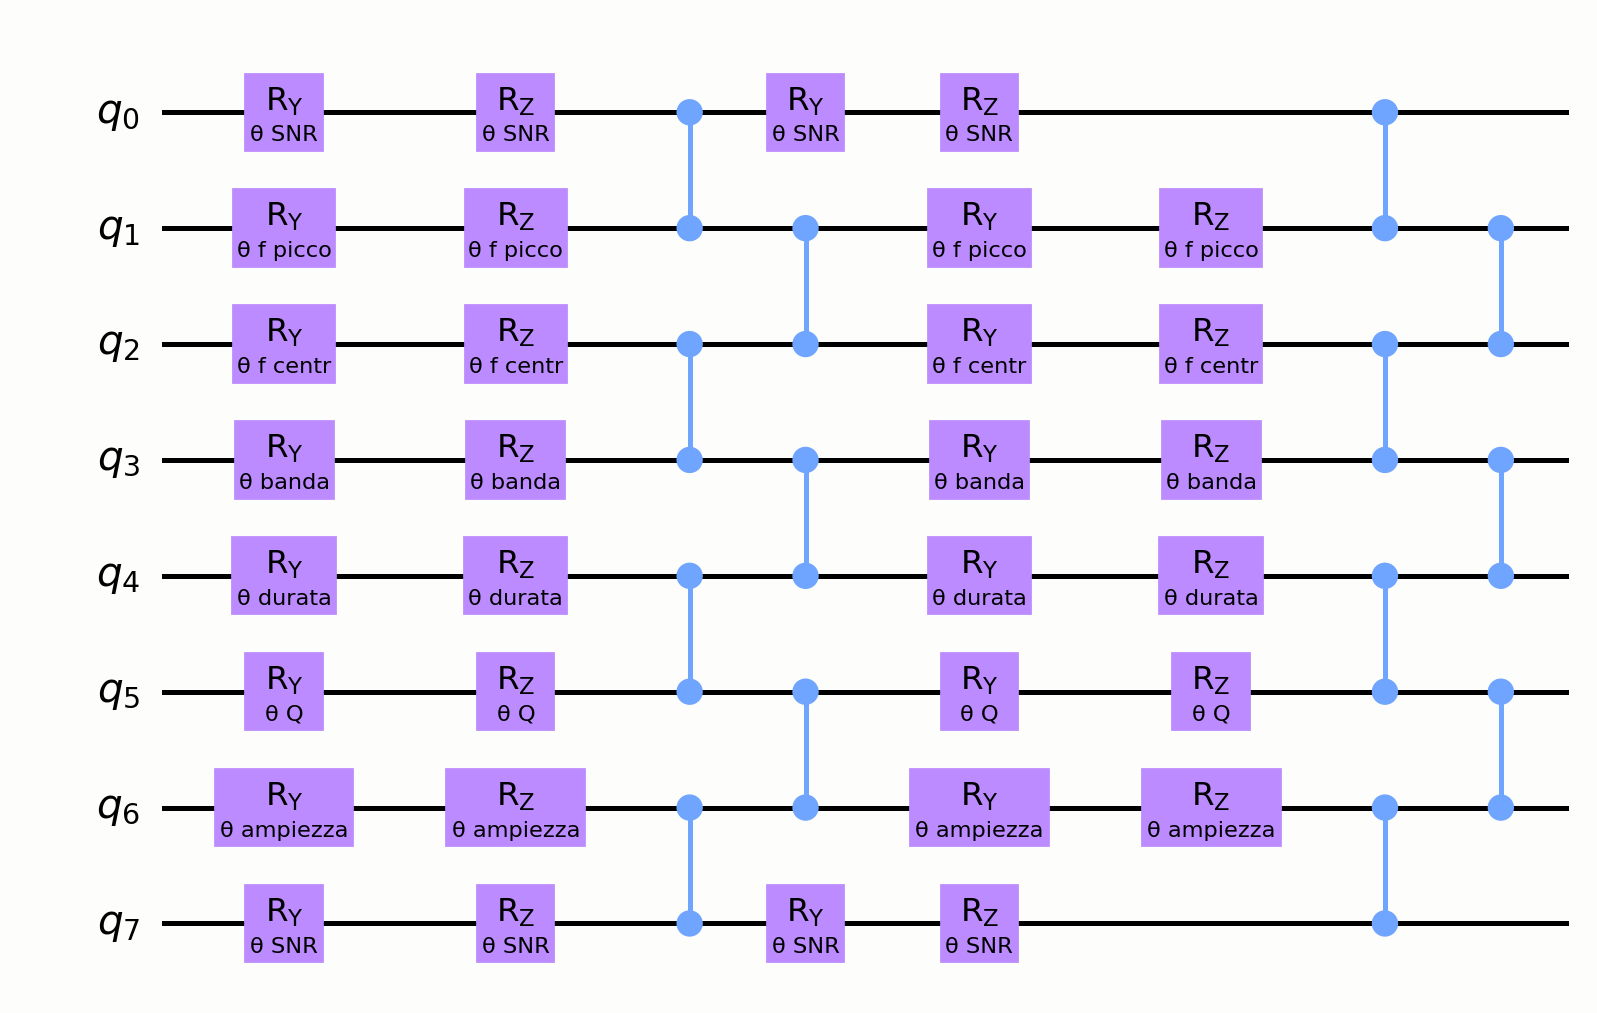 q0 RY θ SNR RZ θ SNR RY θ SNR RZ θ SNR
q1 RY θ f picco RZ θ f picco RY θ f picco RZ θ f picco
q2 RY θ f centr RZ θ f centr RY θ f centr RZ θ f centr
q3 RY θ banda RZ θ banda RY θ banda RZ θ banda
q4 RY θ durata RZ θ durata RY θ durata RZ θ durata
q5 RY θ Q RZ θ Q RY θ Q RZ θ Q
q6 RY θ ampiezza RZ θ ampiezza RY θ ampiezza RZ θ ampiezza
q7 RY θ SNR RZ θ SNR RY θ SNR RZ θ SNR